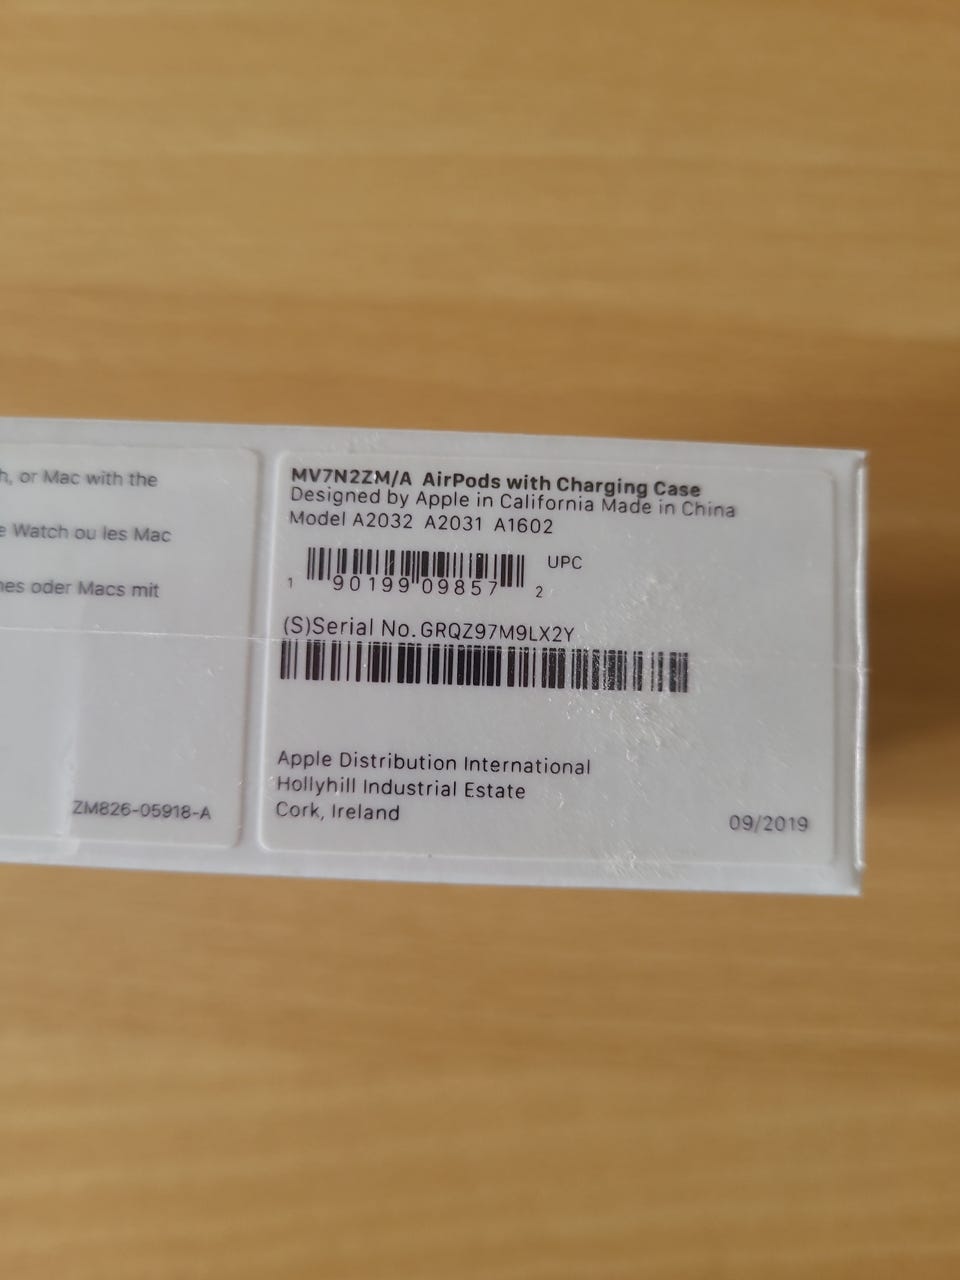 h, or Mac with the
e Watch ou les Mac
nes oder Macs mit
ZM826-05918-A
MV7N2ZM/A AirPods with Charging Case
Designed by Apple in California Made in China
Model A2032 A2031 A1602
UPC
1 90199 09857 2
(S)Serial No.GRQZ97M9LX2Y
Apple Distribution International
Hollyhill Industrial Estate
Cork, Ireland
09/2019